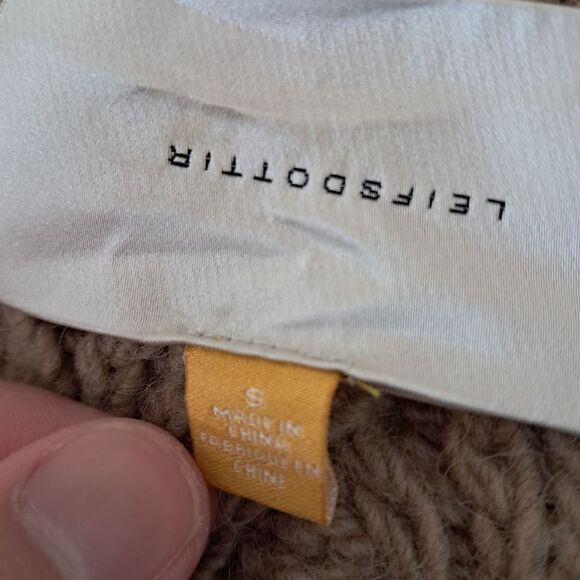 LEIFSDOTTIR
S
MADE IN
CHINA
FABRIQUÉ EN
CHINE